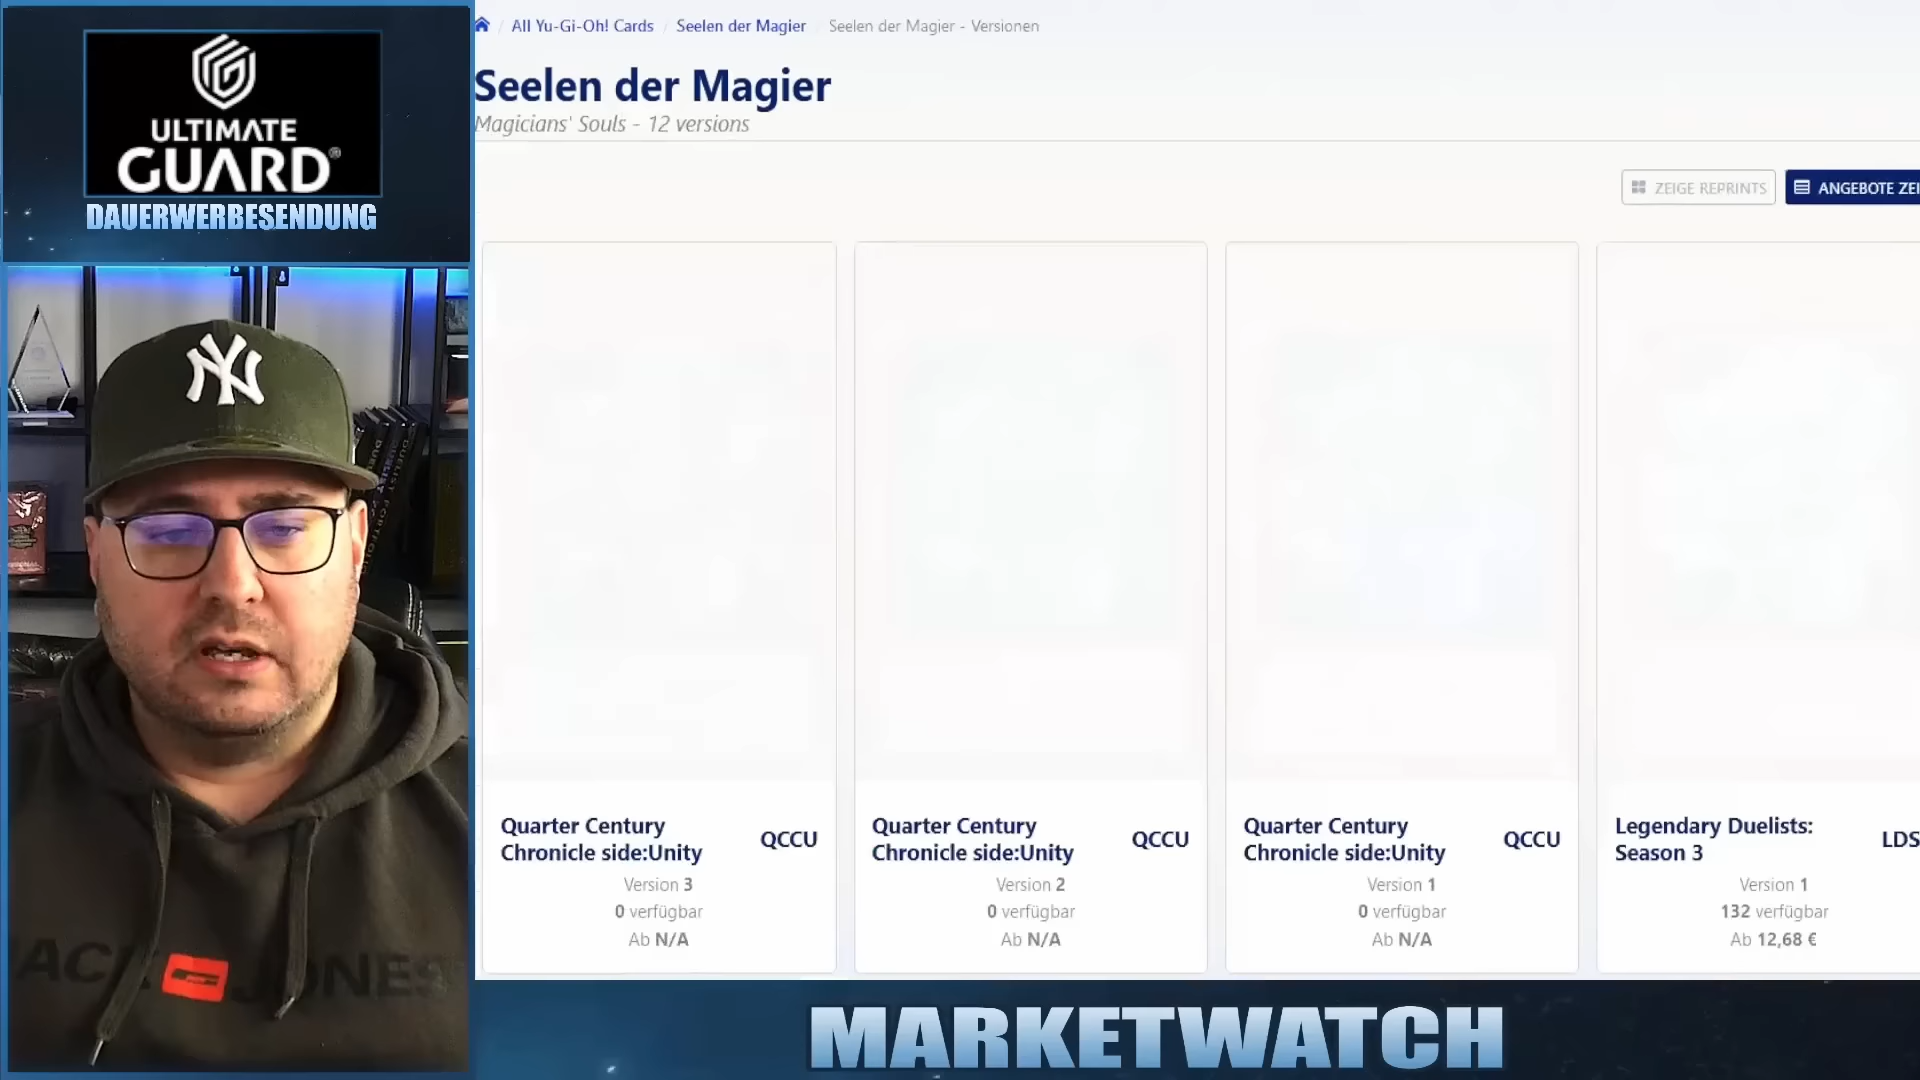 ULTIMATE
GUARD®
DAUERWERBESENDUNG
NY
JACK JONES
All Yu-Gi-Oh! Cards / Seelen der Magier / Seelen der Magier - Versionen
Seelen der Magier
Magicians' Souls - 12 versions
ZEIGE REPRINTS
ANGEBOTE ZEI
Quarter Century
Chronicle side:Unity
QCCU
Version 3
0 verfügbar
Ab N/A
Quarter Century
Chronicle side:Unity
QCCU
Version 2
0 verfügbar
Ab N/A
Quarter Century
Chronicle side:Unity
QCCU
Version 1
0 verfügbar
Ab N/A
Legendary Duelists:
Season 3
LDS
Version 1
132 verfügbar
Ab 12,68 €
MARKETWATCH